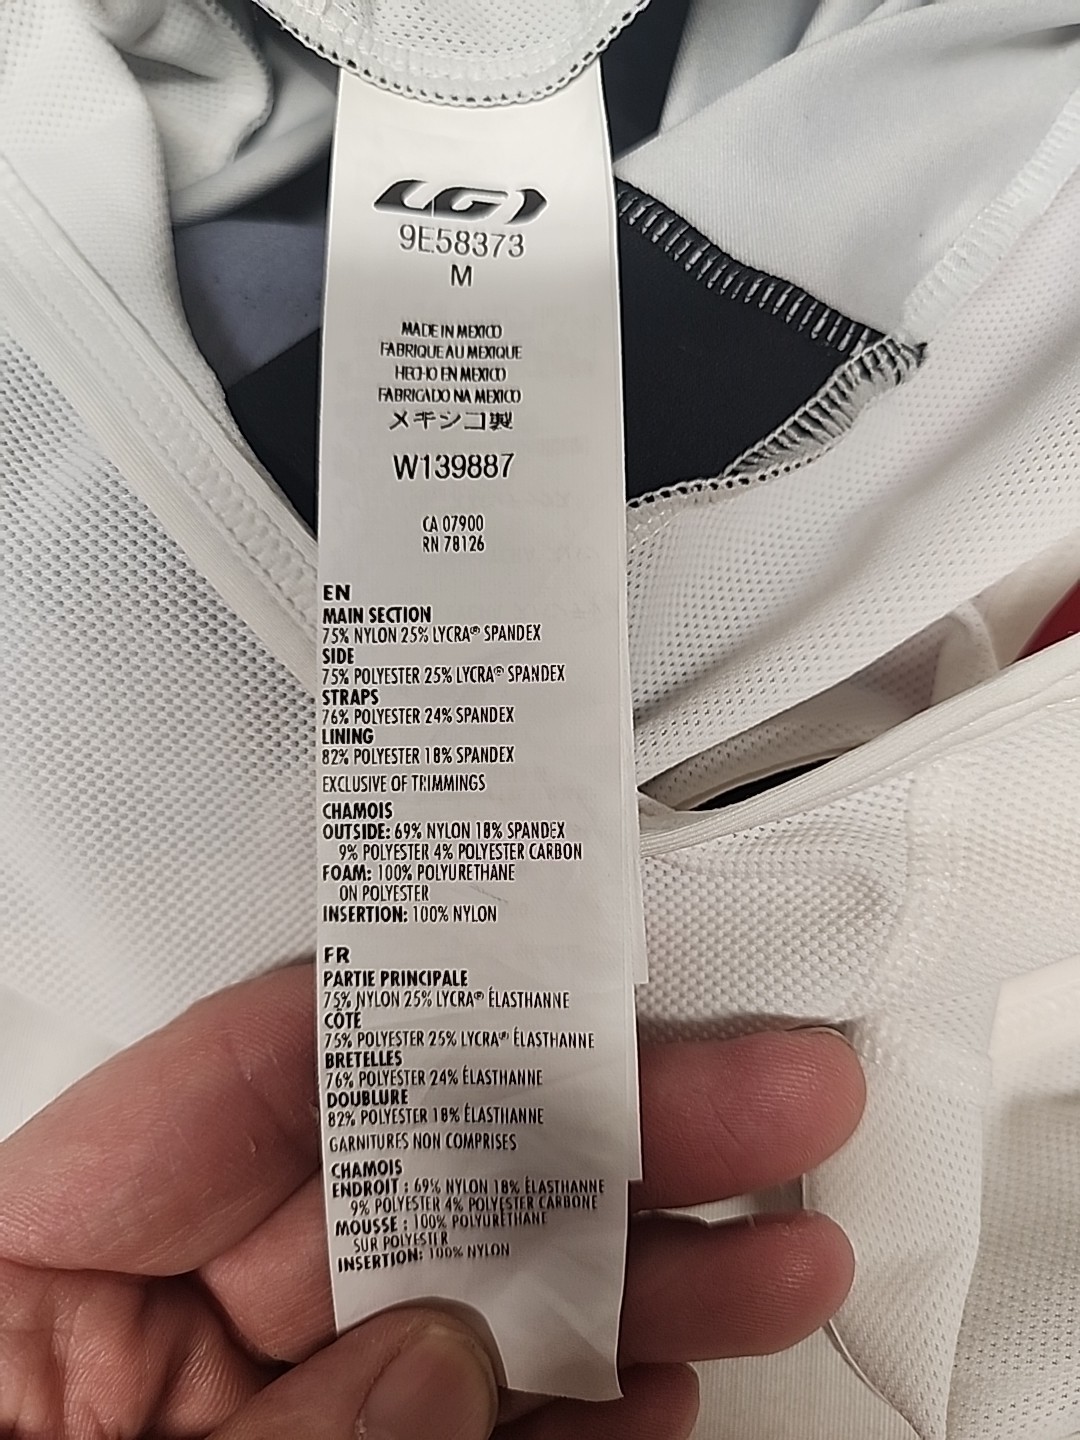 LG
9E58373
M
MADE IN MEXICO
FABRIQUE AU MEXIQUE
HECHO EN MEXICO
FABRICADO NA MEXICO
メキシコ製
W139887
CA 07900
RN 78126
EN
MAIN SECTION
75% NYLON 25% LYCRA® SPANDEX
SIDE
75% POLYESTER 25% LYCRA® SPANDEX
STRAPS
76% POLYESTER 24% SPANDEX
LINING
82% POLYESTER 18% SPANDEX
EXCLUSIVE OF TRIMMINGS
CHAMOIS
OUTSIDE: 69% NYLON 18% SPANDEX
9% POLYESTER 4% POLYESTER CARBON
FOAM: 100% POLYURETHANE
ON POLYESTER
INSERTION: 100% NYLON
FR
PARTIE PRINCIPALE
75% NYLON 25% LYCRA® ÉLASTHANNE
CÔTÉ
75% POLYESTER 25% LYCRA® ÉLASTHANNE
BRETELLES
76% POLYESTER 24% ÉLASTHANNE
DOUBLURE
82% POLYESTER 18% ÉLASTHANNE
GARNITURES NON COMPRISES
CHAMOIS
ENDROIT : 69% NYLON 18% ÉLASTHANNE
9% POLYESTER 4% POLYESTER CARBONE
MOUSSE : 100% POLYURÉTHANE
SUR POLYESTER
INSERTION: 100% NYLON